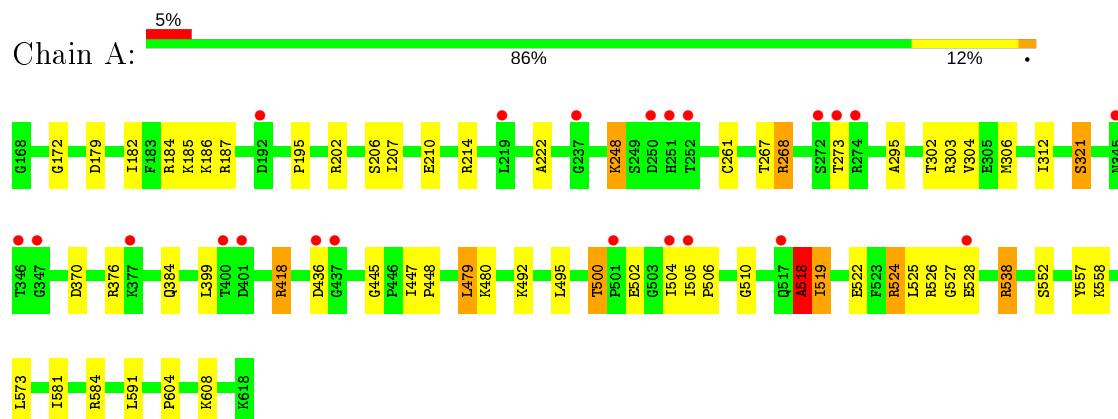 5%
Chain A:
86% 12% •
G168 G172 D179 I182 F183 R184 K185 K186 R187 D192 P195 R202 S206 I207 E210 R214 L219 A222 G237 K248 S249 D250 H251 T252 C261 T267 R268 S272 T273 R274 A295 T302 R303 V304 E305 M306 I312 S321 N345
T346 G347 D370 R376 K377 Q384 L399 T400 D401 R418 D436 G437 G445 P446 I447 P448 L479 K480 K492 L495 T500 P501 E502 G503 I504 I505 P506 G510 Q517 A518 I519 E522 F523 R524 L525 R526 G527 E528 R538 S552 Y557 K558
L573 I581 R584 L591 P604 K608 K618